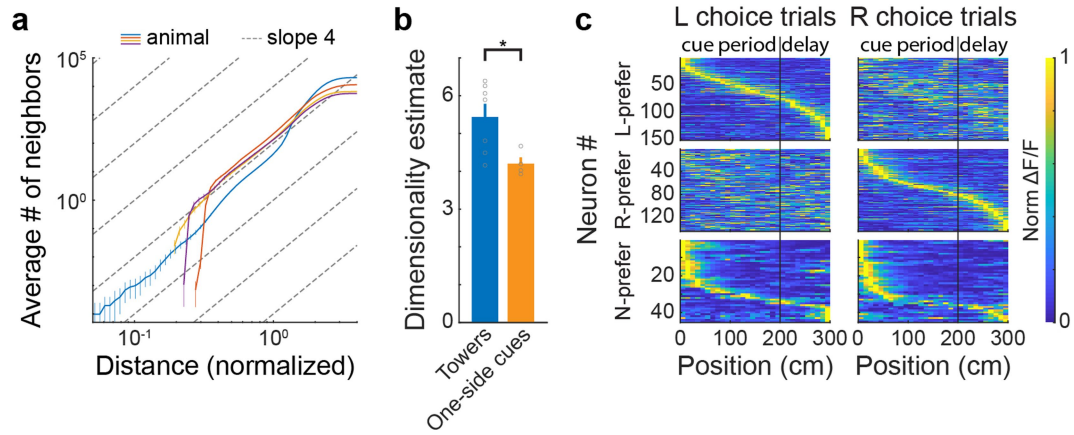 a
animal
slope 4
Average # of neighbors
10^5
10^0
10^-1
10^0
Distance (normalized)
b
*
Dimensionality estimate
6
3
0
Towers
One-side cues
c
L choice trials
R choice trials
cue period
delay
cue period
delay
Neuron #
L-prefer
50
100
150
R-prefer
40
80
120
N-prefer
20
40
0
100
200
300
0
100
200
300
Position (cm)
Position (cm)
1
Norm ΔF/F
0